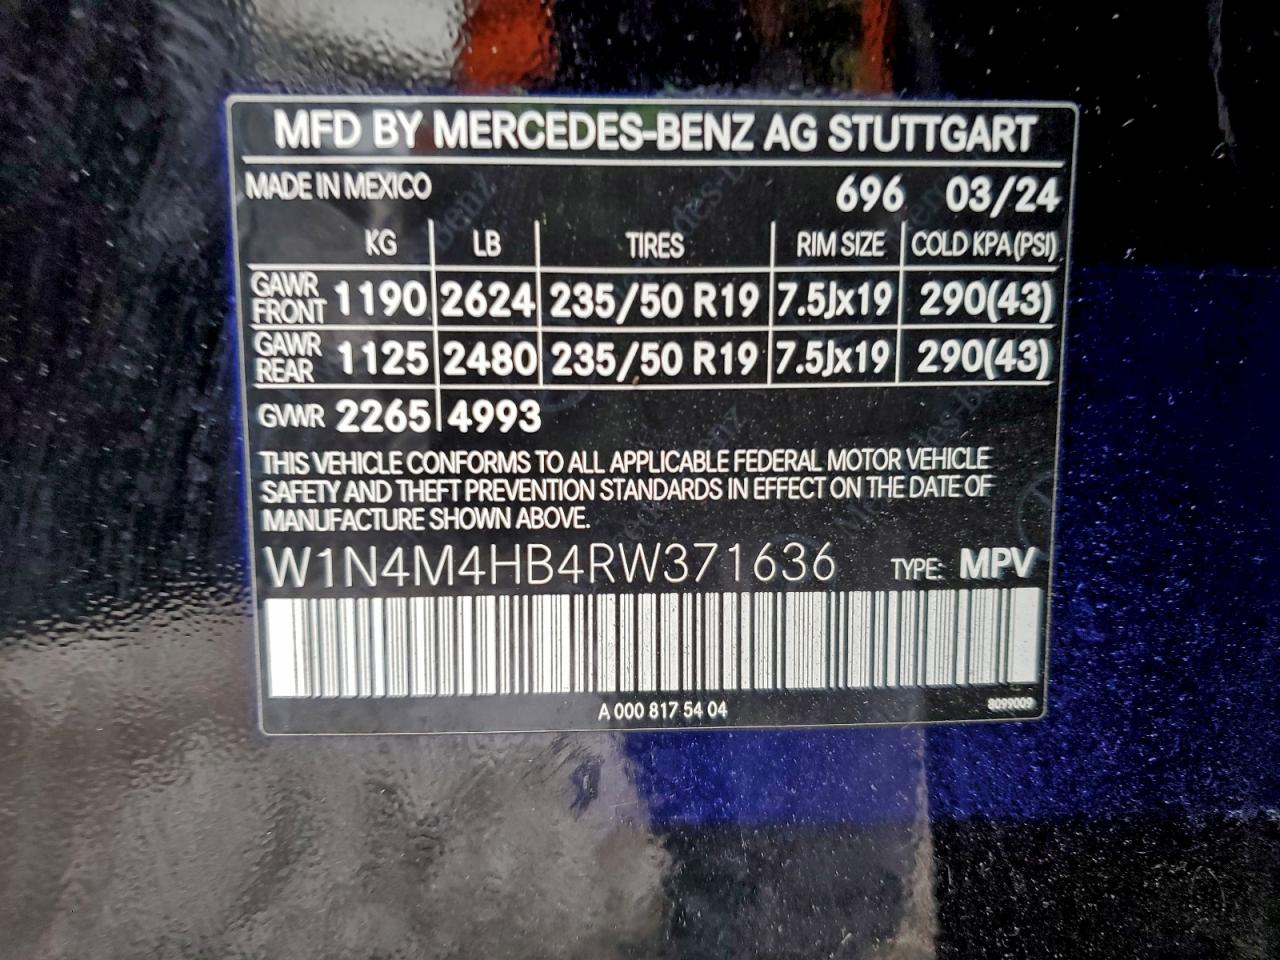 MFD BY MERCEDES-BENZ AG STUTTGART
MADE IN MEXICO 696 03/24
KG LB TIRES RIM SIZE COLD KPA (PSI)
GAWR FRONT 1190 2624 235/50 R19 7.5Jx19 290(43)
GAWR REAR 1125 2480 235/50 R19 7.5Jx19 290(43)
GVWR 2265 4993
THIS VEHICLE CONFORMS TO ALL APPLICABLE FEDERAL MOTOR VEHICLE
SAFETY AND THEFT PREVENTION STANDARDS IN EFFECT ON THE DATE OF
MANUFACTURE SHOWN ABOVE.
W1N4M4HB4RW371636 TYPE: MPV
A 000 817 54 04 8099009